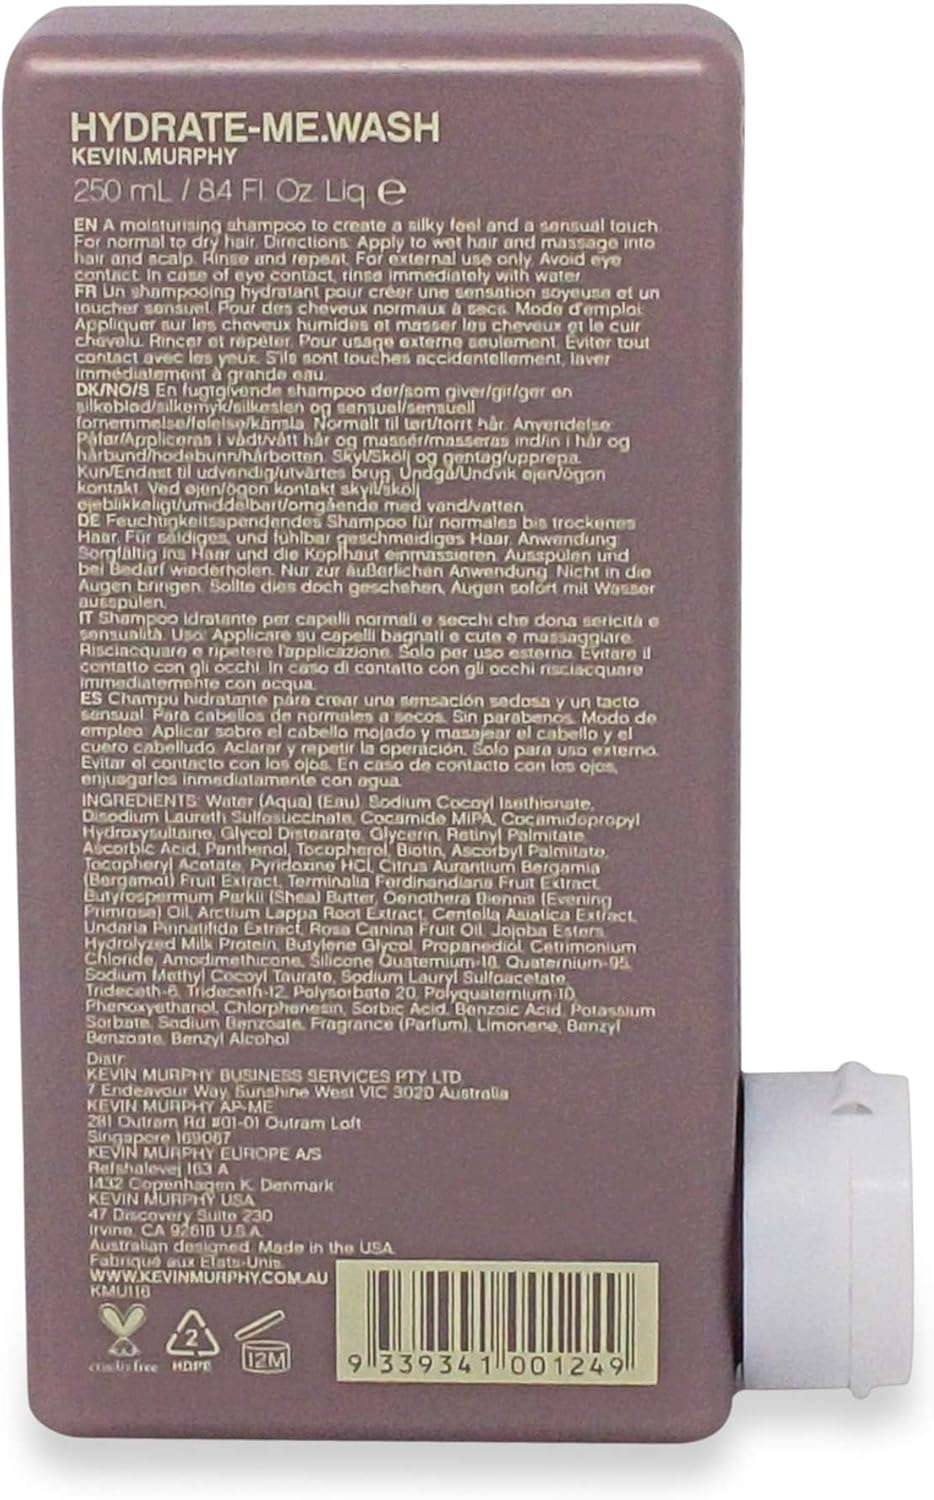 HYDRATE-ME.WASH
KEVIN.MURPHY
250 mL / 8.4 Fl. Oz. Liq e
EN A moisturising shampoo to create a silky feel and a sensual touch.
For normal to dry hair. Directions: Apply to wet hair and massage into
hair and scalp. Rinse and repeat. For external use only. Avoid eye
contact. In case of eye contact, rinse immediately with water.
FR Un shampooing hydratant pour créer une sensation soyeuse et un
toucher sensuel. Pour des cheveux normaux à secs. Mode d'emploi:
Appliquer sur les cheveux humides et masser les cheveux et le cuir
chevelu. Rincer et répéter. Pour usage externe seulement. Éviter tout
contact avec les yeux. S'ils sont touchés accidentellement, laver
immédiatement à grande eau.
DK/NO/S En fugtgivende shampoo der/som giver/gir/ger en
silkeblød/silkemyk/silkeslen og sensuel/sensuell
fornemmelse/følelse/känsla. Normalt til tørt/torrt hår. Anvendelse:
Påfør/Appliceras i vådt/vått hår og massér/masseras ind/in i hår og
hårbund/hodebunn/hårbotten. Skyl/Skölj og gentag/upprepa.
Kun/Endast til udvendig/utvärtes brug. Undgå/Undvik øjen/ögon
kontakt. Ved øjen/ögon kontakt skyll/skölj
øjeblikkeligt/umiddelbart/omgående med vand/vatten.
DE Feuchtigkeitsspendendes Shampoo für normales bis trockenes
Haar. Für seidiges, und fühlbar geschmeidiges Haar. Anwendung:
Sorgfältig ins Haar und die Kopfhaut einmassieren. Ausspülen und
bei Bedarf wiederholen. Nur zur äußerlichen Anwendung. Nicht in die
Augen bringen. Sollte dies doch geschehen, Augen sofort mit Wasser
ausspülen.
IT Shampoo idratante per capelli normali e secchi che dona sericità e
sensualità. Uso: Applicare su capelli bagnati e cute e massaggiare.
Risciacquare e ripetere l'applicazione. Solo per uso esterno. Evitare il
contatto con gli occhi. In caso di contatto con gli occhi risciacquare
immediatamente con acqua.
ES Champú hidratante para crear una sensación sedosa y un tacto
sensual. Para cabellos de normales a secos. Sin parabenos. Modo de
empleo: Aplicar sobre el cabello mojado y masajear el cabello y el
cuero cabelludo. Aclarar y repetir la operación. Solo para uso externo.
Evitar el contacto con los ojos. En caso de contacto con los ojos,
enjuagarlos inmediatamente con agua.
INGREDIENTS: Water (Aqua) (Eau), Sodium Cocoyl Isethionate,
Disodium Laureth Sulfosuccinate, Cocamide MIPA, Cocamidopropyl
Hydroxysultaine, Glycol Distearate, Glycerin, Retinyl Palmitate,
Ascorbic Acid, Panthenol, Tocopherol, Biotin, Ascorbyl Palmitate,
Tocopheryl Acetate, Pyridoxine HCl, Citrus Aurantium Bergamia
(Bergamot) Fruit Extract, Terminalia Ferdinandiana Fruit Extract,
Butyrospermum Parkii (Shea) Butter, Oenothera Biennis (Evening
Primrose) Oil, Arctium Lappa Root Extract, Centella Asiatica Extract,
Undaria Pinnatifida Extract, Rosa Canina Fruit Oil, Jojoba Esters,
Hydrolyzed Milk Protein, Butylene Glycol, Propanediol, Cetrimonium
Chloride, Amodimethicone, Silicone Quaternium-18, Quaternium-95,
Sodium Methyl Cocoyl Taurate, Sodium Lauryl Sulfoacetate,
Trideceth-6, Trideceth-12, Polysorbate 20, Polyquaternium-10,
Phenoxyethanol, Chlorphenesin, Sorbic Acid, Benzoic Acid, Potassium
Sorbate, Sodium Benzoate, Fragrance (Parfum), Limonene, Benzyl
Benzoate, Benzyl Alcohol
Distr.
KEVIN MURPHY BUSINESS SERVICES PTY LTD
7 Endeavour Way, Sunshine West VIC 3020 Australia
KEVIN MURPHY AP-ME
281 Outram Rd #01-01 Outram Loft
Singapore 169067
KEVIN MURPHY EUROPE A/S
Refshalevej 163 A
1432 Copenhagen K. Denmark
KEVIN MURPHY USA
47 Discovery Suite 230
Irvine, CA 92618 U.S.A.
Australian designed. Made in the USA.
Fabriqué aux États-Unis.
WWW.KEVINMURPHY.COM.AU
KMU116
cruelty free
2
HDPE
12M
9 339341 001249